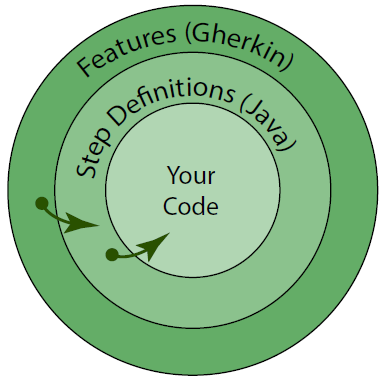 Features (Gherkin)
Step Definitions (Java)
Your
Code